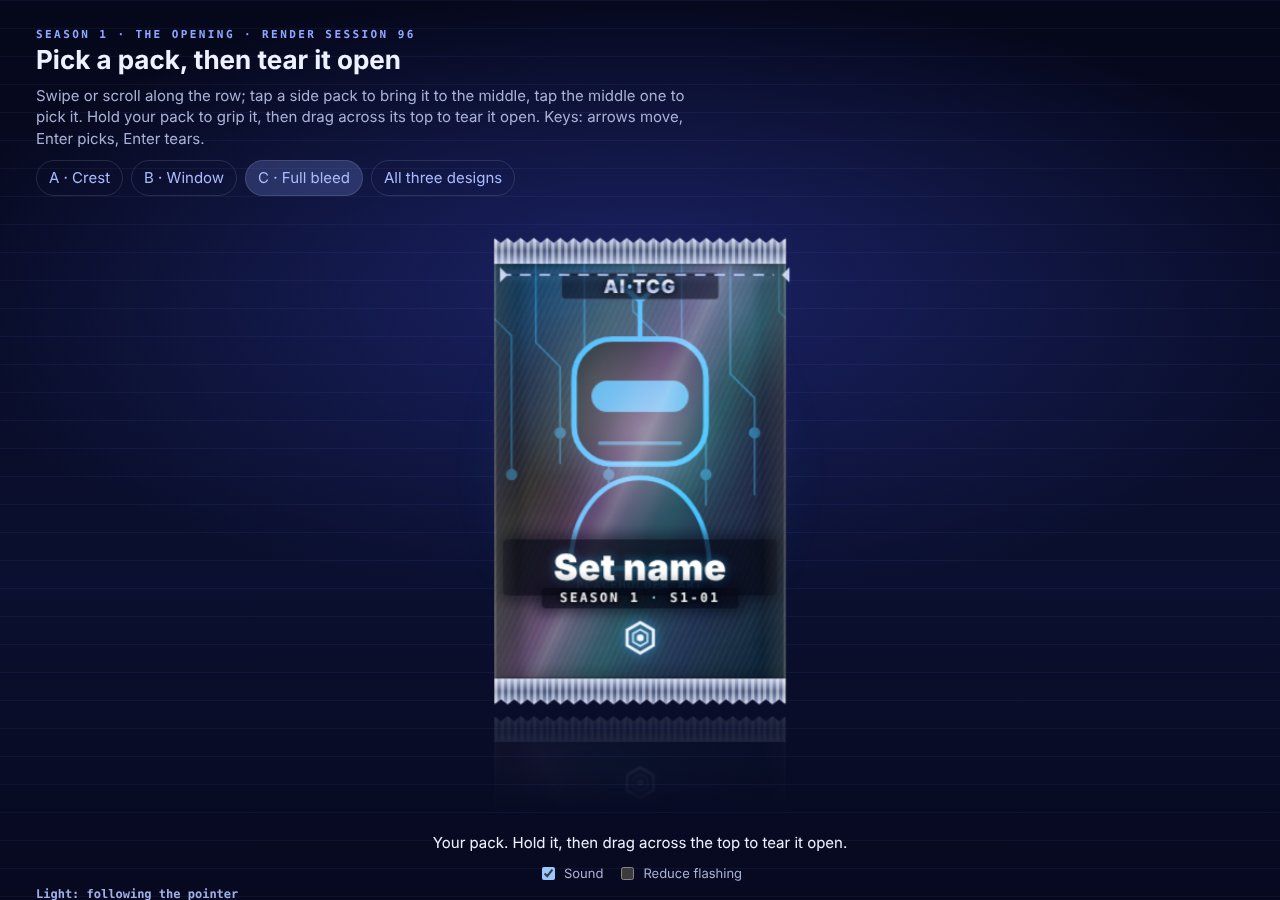 SEASON 1 · THE OPENING · RENDER SESSION 96
Pick a pack, then tear it open
Swipe or scroll along the row; tap a side pack to bring it to the middle, tap the middle one to
pick it. Hold your pack to grip it, then drag across its top to tear it open. Keys: arrows move,
Enter picks, Enter tears.
A · Crest
B · Window
C · Full bleed
All three designs
AI·TCG
Set name
SEASON 1 · S1-01
Your pack. Hold it, then drag across the top to tear it open.
Sound
Reduce flashing
Light: following the pointer